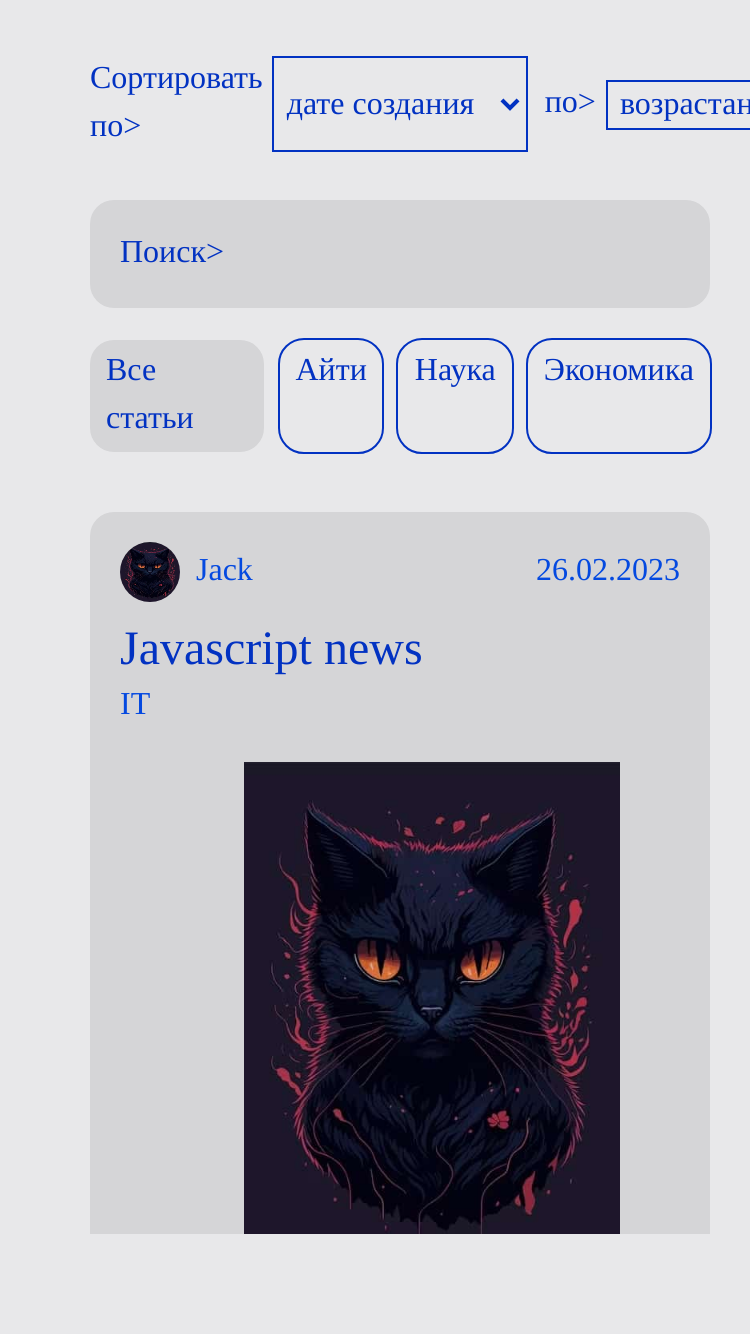 Сортировать
по>
дате создания
по>
возрастан
Поиск>
Все
статьи
Айти
Наука
Экономика
Jack
26.02.2023
Javascript news
IT